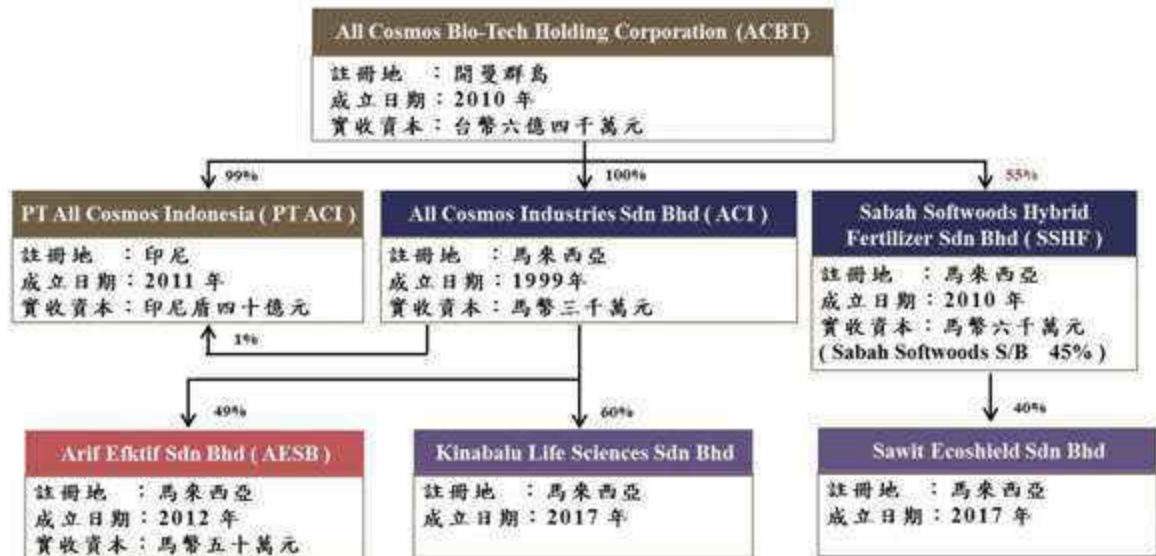 All Cosmos Bio-Tech Holding Corporation (ACBT)
註冊地 ：開曼群島
成立日期：2010 年
實收資本：台幣六億四千萬元
99%
100%
55%
PT All Cosmos Indonesia ( PT ACI )
註冊地 ：印尼
成立日期：2011 年
實收資本：印尼盾四十億元
All Cosmos Industries Sdn Bhd ( ACI )
註冊地 ：馬來西亞
成立日期：1999年
實收資本：馬幣三千萬元
Sabah Softwoods Hybrid
Fertilizer Sdn Bhd ( SSHF )
註冊地 ：馬來西亞
成立日期：2010 年
實收資本：馬幣六千萬元
( Sabah Softwoods S/B 45% )
1%
49%
60%
40%
Arif Efktif Sdn Bhd ( AESB )
註冊地 ：馬來西亞
成立日期：2012 年
實收資本：馬幣五十萬元
Kinabalu Life Sciences Sdn Bhd
註冊地 ：馬來西亞
成立日期：2017 年
Sawit Ecoshield Sdn Bhd
註冊地 ：馬來西亞
成立日期：2017 年